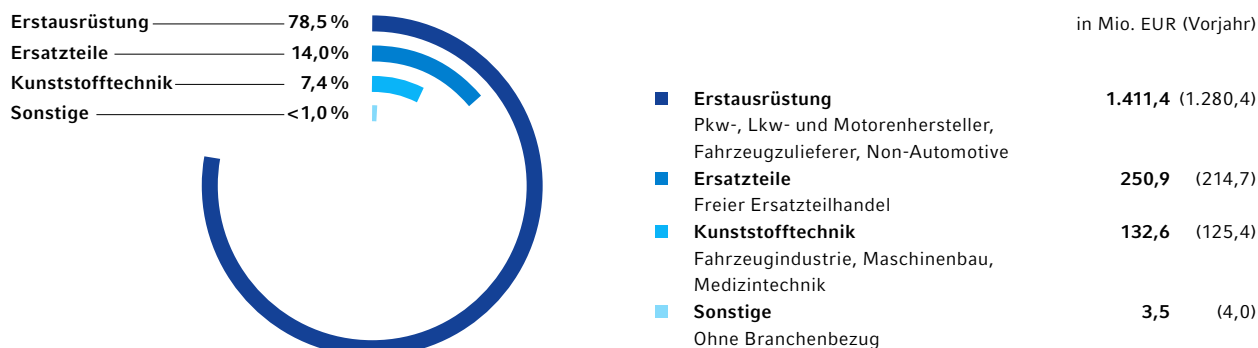 Erstausrüstung 78,5 %
Ersatzteile 14,0 %
Kunststofftechnik 7,4 %
Sonstige <1,0 %
in Mio. EUR (Vorjahr)
Erstausrüstung 1.411,4 (1.280,4)
Pkw-, Lkw- und Motorenhersteller,
Fahrzeugzulieferer, Non-Automotive
Ersatzteile 250,9 (214,7)
Freier Ersatzteilhandel
Kunststofftechnik 132,6 (125,4)
Fahrzeugindustrie, Maschinenbau,
Medizintechnik
Sonstige 3,5 (4,0)
Ohne Branchenbezug